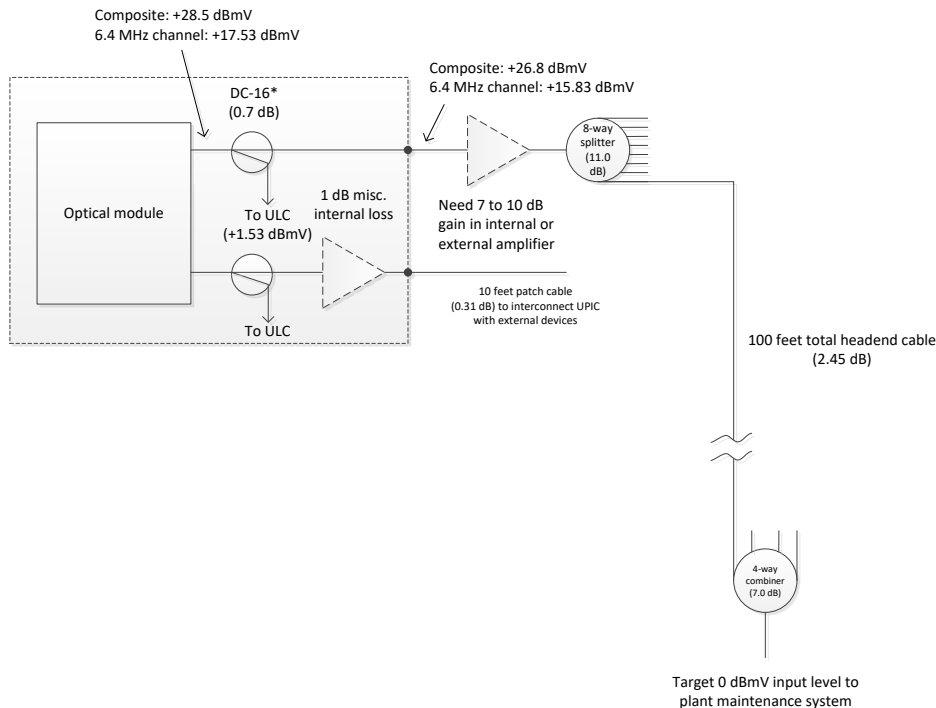 Composite: +28.5 dBmV
6.4 MHz channel: +17.53 dBmV
Composite: +26.8 dBmV
6.4 MHz channel: +15.83 dBmV
DC-16*
(0.7 dB)
8-way
splitter
(11.0
dB)
Optical module
To ULC
(+1.53 dBmV)
1 dB misc.
internal loss
Need 7 to 10 dB
gain in internal or
external amplifier
To ULC
10 feet patch cable
(0.31 dB) to interconnect UPIC
with external devices
100 feet total headend cable
(2.45 dB)
4-way
combiner
(7.0 dB)
Target 0 dBmV input level to
plant maintenance system